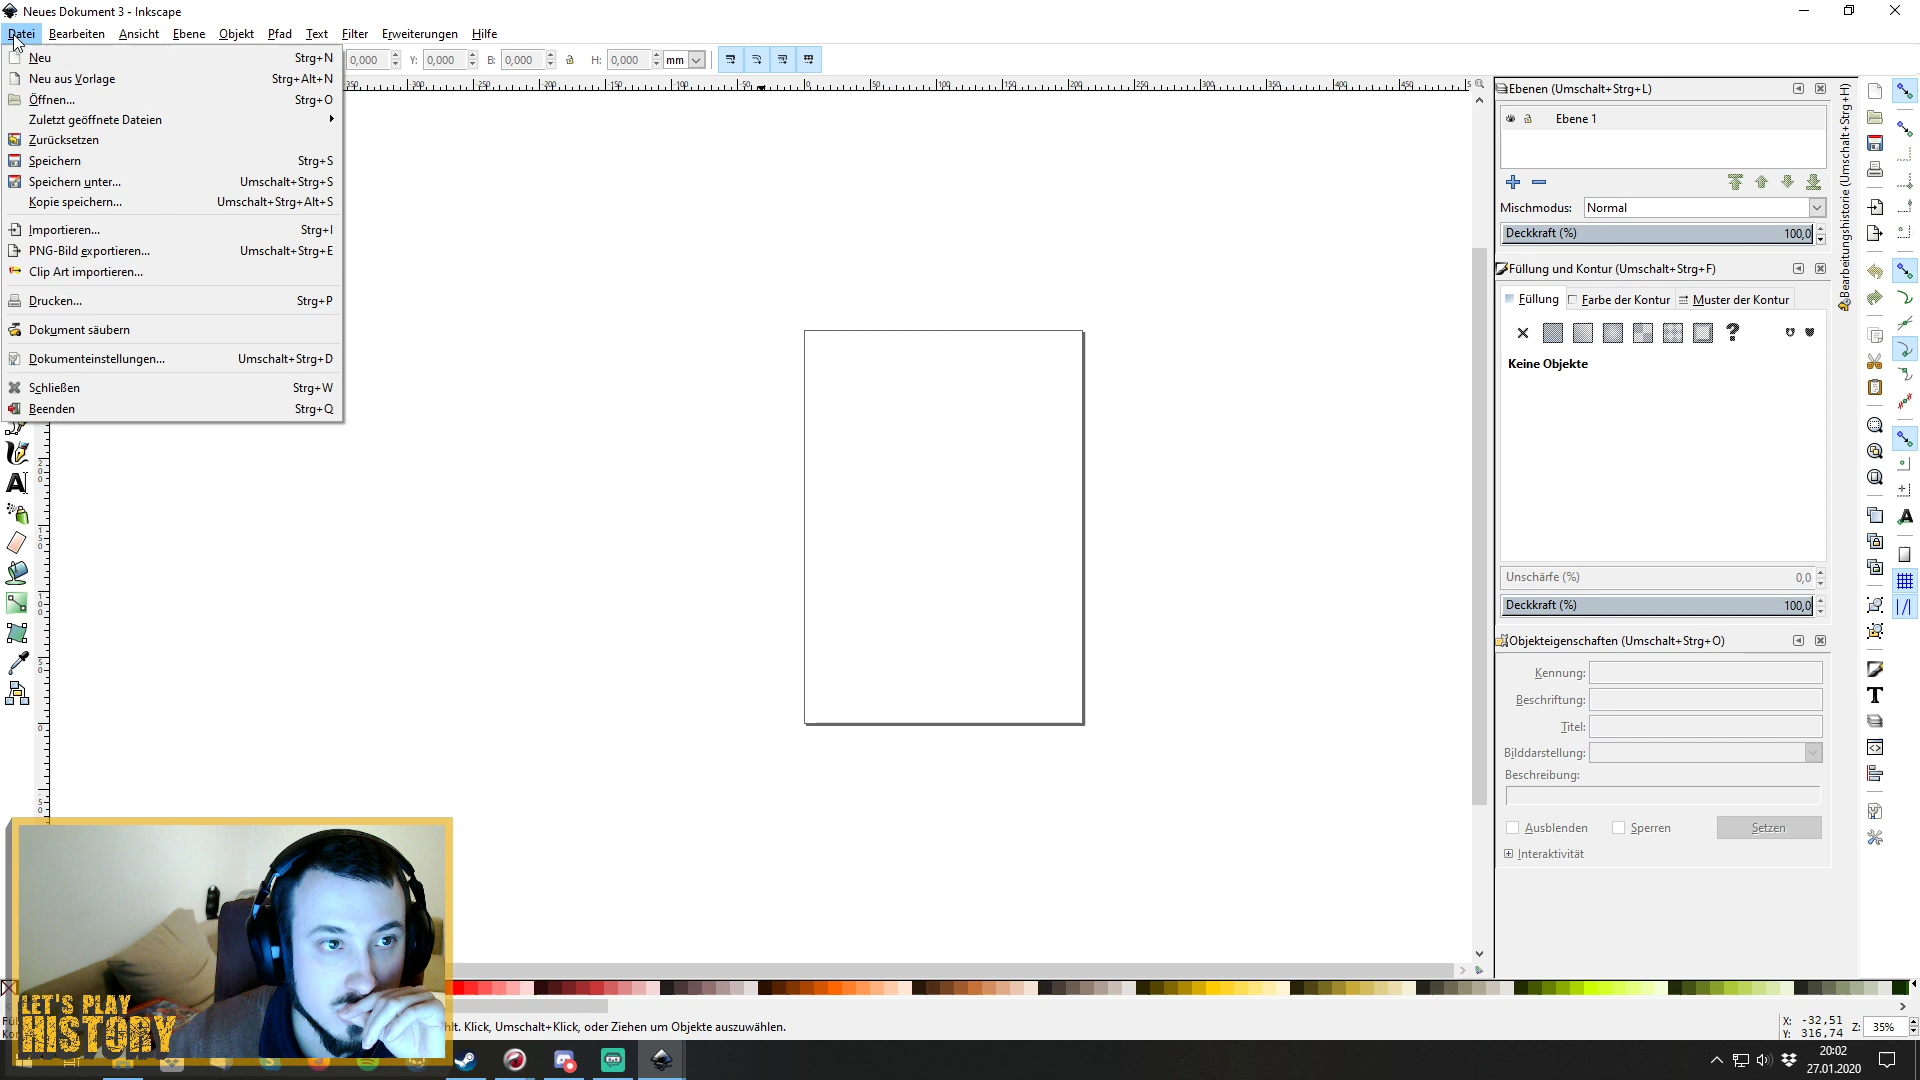 Neues Dokument 3 - Inkscape
Datei Bearbeiten Ansicht Ebene Objekt Pfad Text Filter Erweiterungen Hilfe
0,000 Y: 0,000 B: 0,000 H: 0,000 mm
Neu Strg+N
Neu aus Vorlage Strg+Alt+N
Öffnen... Strg+O
Zuletzt geöffnete Dateien
Zurücksetzen
Speichern Strg+S
Speichern unter... Umschalt+Strg+S
Kopie speichern... Umschalt+Strg+Alt+S
Importieren... Strg+I
PNG-Bild exportieren... Umschalt+Strg+E
Clip Art importieren...
Drucken... Strg+P
Dokument säubern
Dokumenteinstellungen... Umschalt+Strg+D
Schließen Strg+W
Beenden Strg+Q
Ebenen (Umschalt+Strg+L)
Ebene 1
Mischmodus: Normal
Deckkraft (%) 100,0
Füllung und Kontur (Umschalt+Strg+F)
Füllung Farbe der Kontur Muster der Kontur
Keine Objekte
Unschärfe (%) 0,0
Deckkraft (%) 100,0
Objekteigenschaften (Umschalt+Strg+O)
Kennung:
Beschriftung:
Titel:
Bilddarstellung:
Beschreibung:
Ausblenden Sperren Setzen
Interaktivität
Bearbeitungshistorie (Umschalt+Strg+H)
LET'S PLAY
HISTORY
Klick, Umschalt+Klick, oder Ziehen um Objekte auszuwählen.
X: -32,51
Y: 316,74
Z: 35%
20:02
27.01.2020